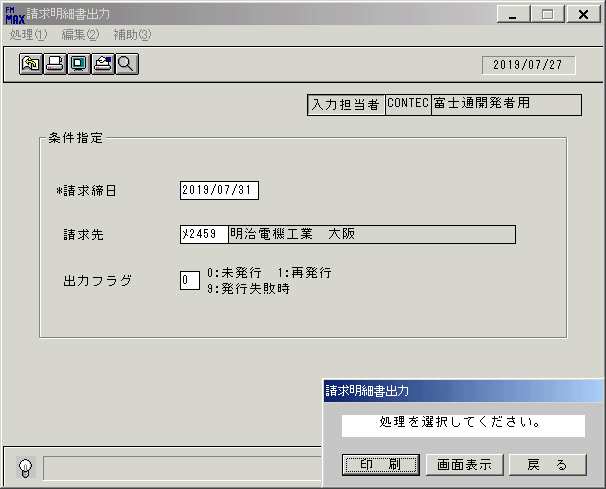 FM MAX 請求明細書出力
処理(1) 編集(2) 補助(3)
2019/07/27
入力担当者 CONTEC 富士通開発者用
条件指定
*請求締日 2019/07/31
請求先 ﾒ2459 明治電機工業 大阪
出力フラグ 0 0:未発行 1:再発行
9:発行失敗時
請求明細書出力
処理を選択してください。
印 刷 画面表示 戻 る